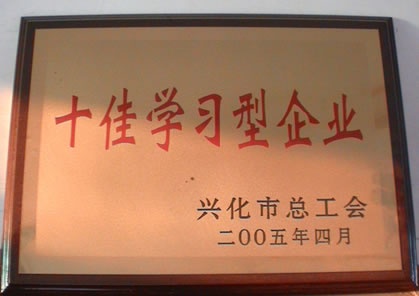 十佳学习型企业
兴化市总工会
二00五年四月